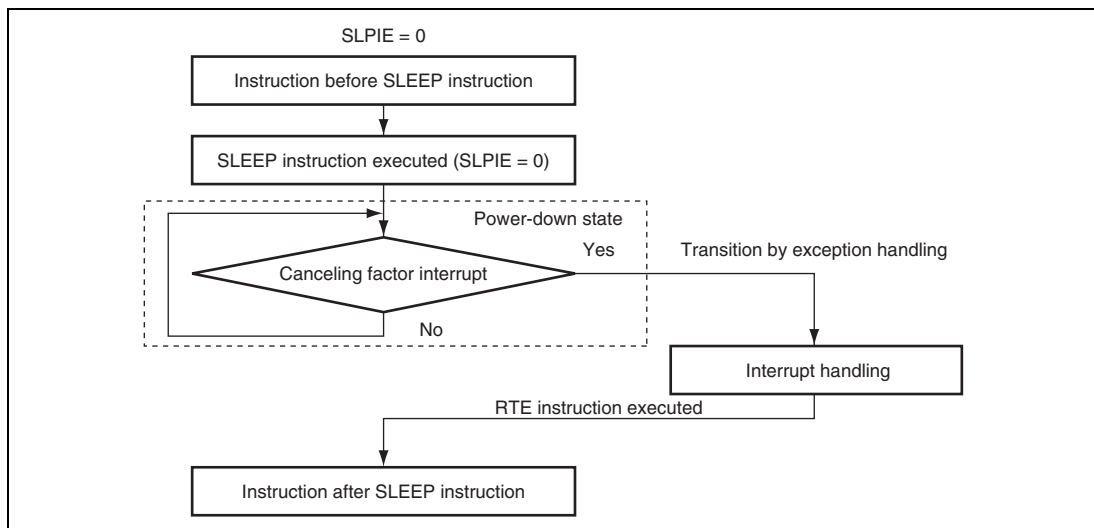 SLPIE = 0
Instruction before SLEEP instruction
SLEEP instruction executed (SLPIE = 0)
Power-down state
Yes
Transition by exception handling
Canceling factor interrupt
No
Interrupt handling
RTE instruction executed
Instruction after SLEEP instruction